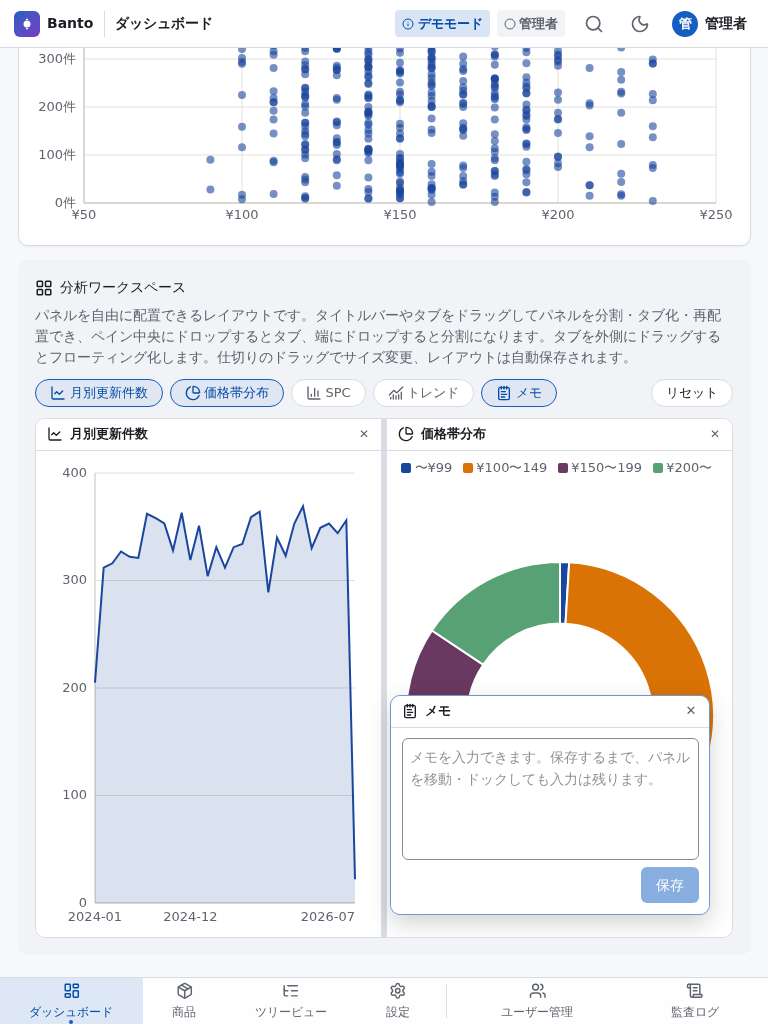 Banto
ダッシュボード
デモモード
管理者
管 管理者
300件
200件
100件
0件
¥50 ¥100 ¥150 ¥200 ¥250
分析ワークスペース
パネルを自由に配置できるレイアウトです。タイトルバーやタブをドラッグしてパネルを分割・タブ化・再配
置でき、ペイン中央にドロップするとタブ、端にドロップすると分割になります。タブを外側にドラッグする
とフローティング化します。仕切りのドラッグでサイズ変更、レイアウトは自動保存されます。
月別更新件数 価格帯分布 SPC トレンド メモ リセット
月別更新件数 ×
400
300
200
100
0
2024-01 2024-12 2026-07
価格帯分布 ×
〜¥99 ¥100〜149 ¥150〜199 ¥200〜
メモ ×
メモを入力できます。保存するまで、パネル
を移動・ドックしても入力は残ります。
保存
ダッシュボード 商品 ツリービュー 設定 ユーザー管理 監査ログ